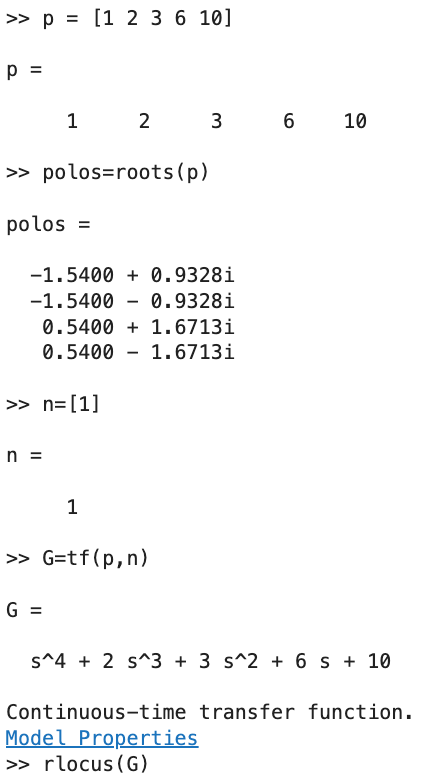 >> p = [1 2 3 6 10]
p =
1 2 3 6 10
>> polos=roots(p)
polos =
-1.5400 + 0.9328i
-1.5400 - 0.9328i
0.5400 + 1.6713i
0.5400 - 1.6713i
>> n=[1]
n =
1
>> G=tf(p,n)
G =
s^4 + 2 s^3 + 3 s^2 + 6 s + 10
Continuous-time transfer function.
Model Properties
>> rlocus(G)